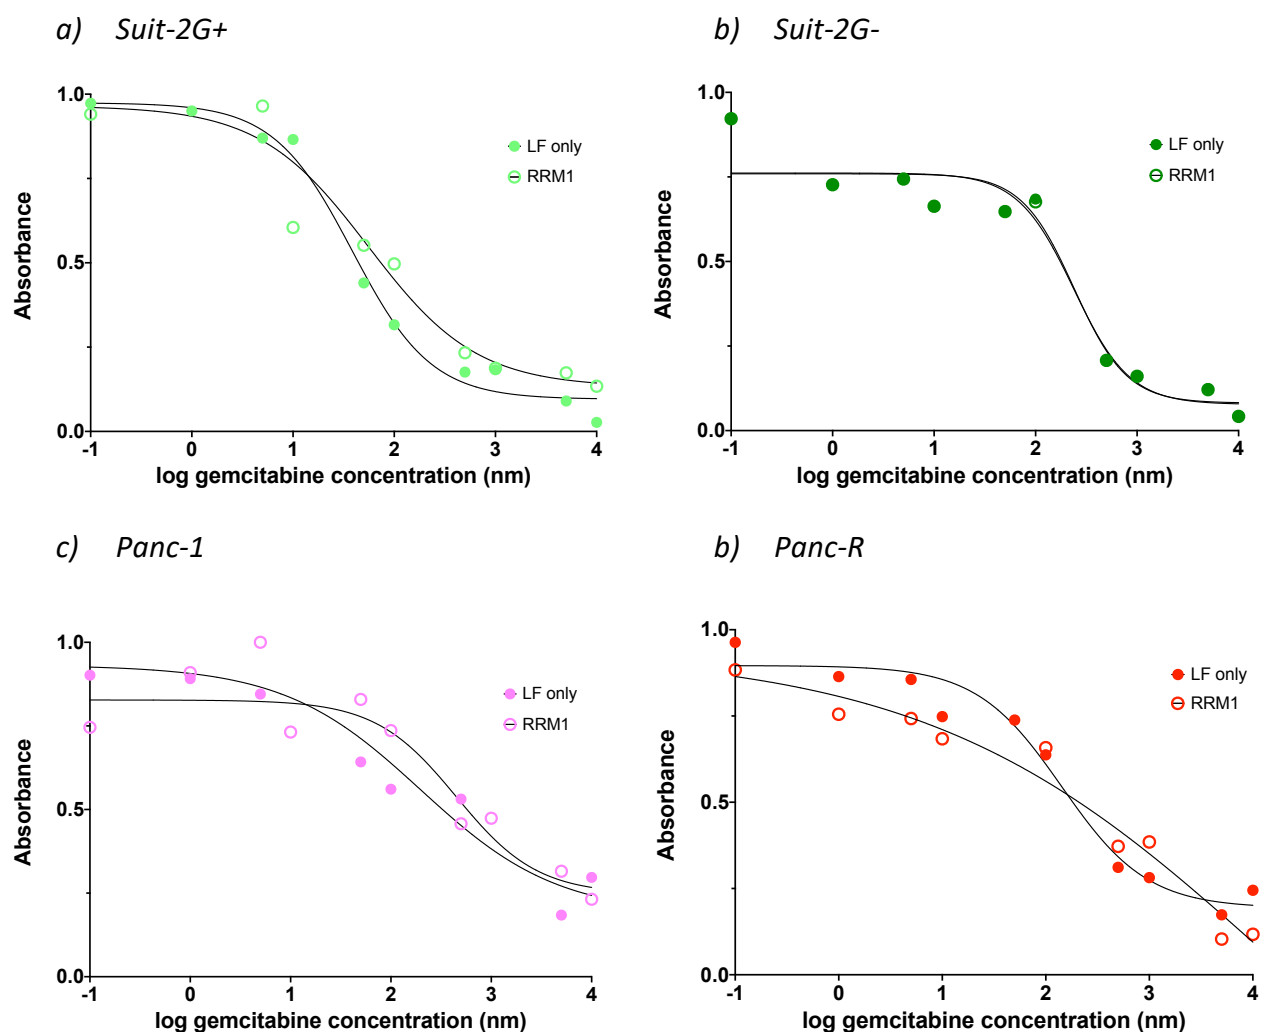 a) Suit-2G+
b) Suit-2G-
1.0
0.5
0.0
Absorbance
LF only
RRM1
-1 0 1 2 3 4
log gemcitabine concentration (nm)
1.0
0.5
0.0
Absorbance
LF only
RRM1
-1 0 1 2 3 4
log gemcitabine concentration (nm)
c) Panc-1
b) Panc-R
1.0
0.5
0.0
Absorbance
LF only
RRM1
-1 0 1 2 3 4
log gemcitabine concentration (nm)
1.0
0.5
0.0
Absorbance
LF only
RRM1
-1 0 1 2 3 4
log gemcitabine concentration (nm)